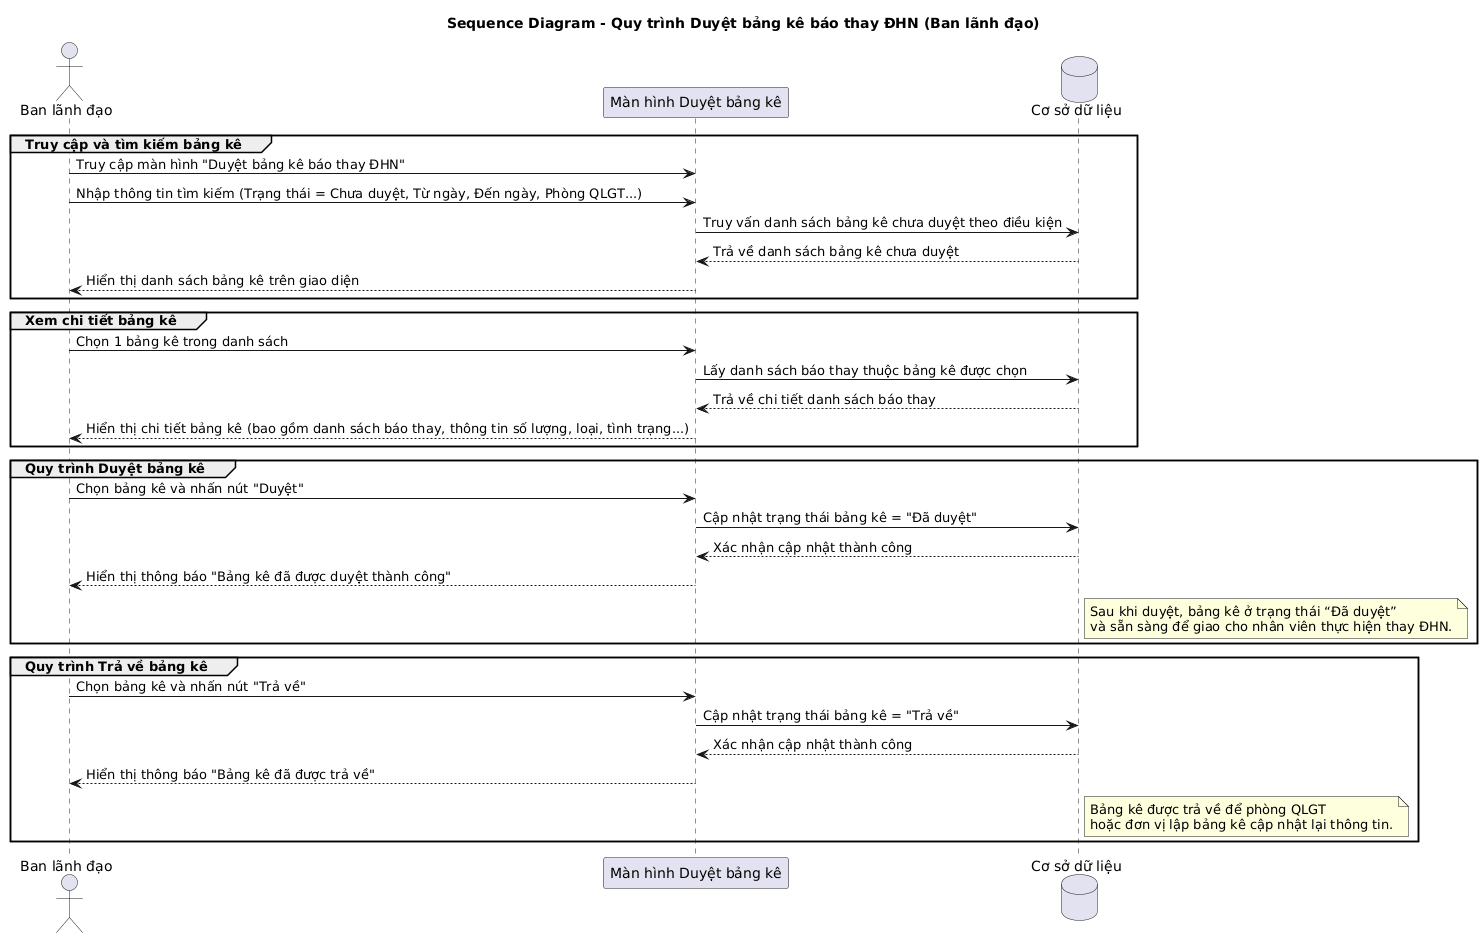 Sequence Diagram - Quy trình Duyệt bảng kê báo thay ĐHN (Ban lãnh đạo)
Ban lãnh đạo
Màn hình Duyệt bảng kê
Cơ sở dữ liệu
Truy cập và tìm kiếm bảng kê
Truy cập màn hình "Duyệt bảng kê báo thay ĐHN"
Nhập thông tin tìm kiếm (Trạng thái = Chưa duyệt, Từ ngày, Đến ngày, Phòng QLGT...)
Truy vấn danh sách bảng kê chưa duyệt theo điều kiện
Trả về danh sách bảng kê chưa duyệt
Hiển thị danh sách bảng kê trên giao diện
Xem chi tiết bảng kê
Chọn 1 bảng kê trong danh sách
Lấy danh sách báo thay thuộc bảng kê được chọn
Trả về chi tiết danh sách báo thay
Hiển thị chi tiết bảng kê (bao gồm danh sách báo thay, thông tin số lượng, loại, tình trạng...)
Quy trình Duyệt bảng kê
Chọn bảng kê và nhấn nút "Duyệt"
Cập nhật trạng thái bảng kê = "Đã duyệt"
Xác nhận cập nhật thành công
Hiển thị thông báo "Bảng kê đã được duyệt thành công"
Sau khi duyệt, bảng kê ở trạng thái “Đã duyệt”
và sẵn sàng để giao cho nhân viên thực hiện thay ĐHN.
Quy trình Trả về bảng kê
Chọn bảng kê và nhấn nút "Trả về"
Cập nhật trạng thái bảng kê = "Trả về"
Xác nhận cập nhật thành công
Hiển thị thông báo "Bảng kê đã được trả về"
Bảng kê được trả về để phòng QLGT
hoặc đơn vị lập bảng kê cập nhật lại thông tin.
Ban lãnh đạo
Màn hình Duyệt bảng kê
Cơ sở dữ liệu